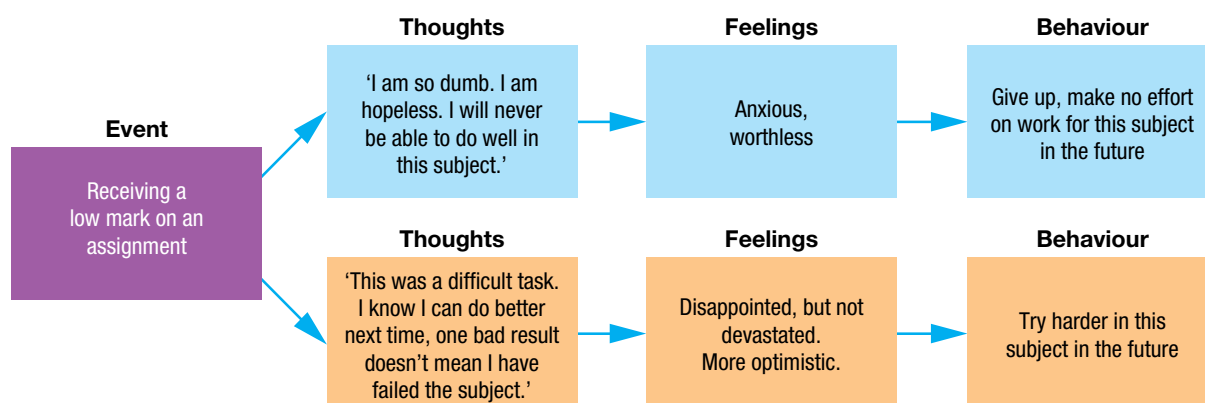 Event
Receiving a
low mark on an
assignment
Thoughts
‘I am so dumb. I am
hopeless. I will never
be able to do well in
this subject.’
Feelings
Anxious,
worthless
Behaviour
Give up, make no effort
on work for this subject
in the future
Thoughts
‘This was a difficult task.
I know I can do better
next time, one bad result
doesn’t mean I have
failed the subject.’
Feelings
Disappointed, but not
devastated.
More optimistic.
Behaviour
Try harder in this
subject in the future